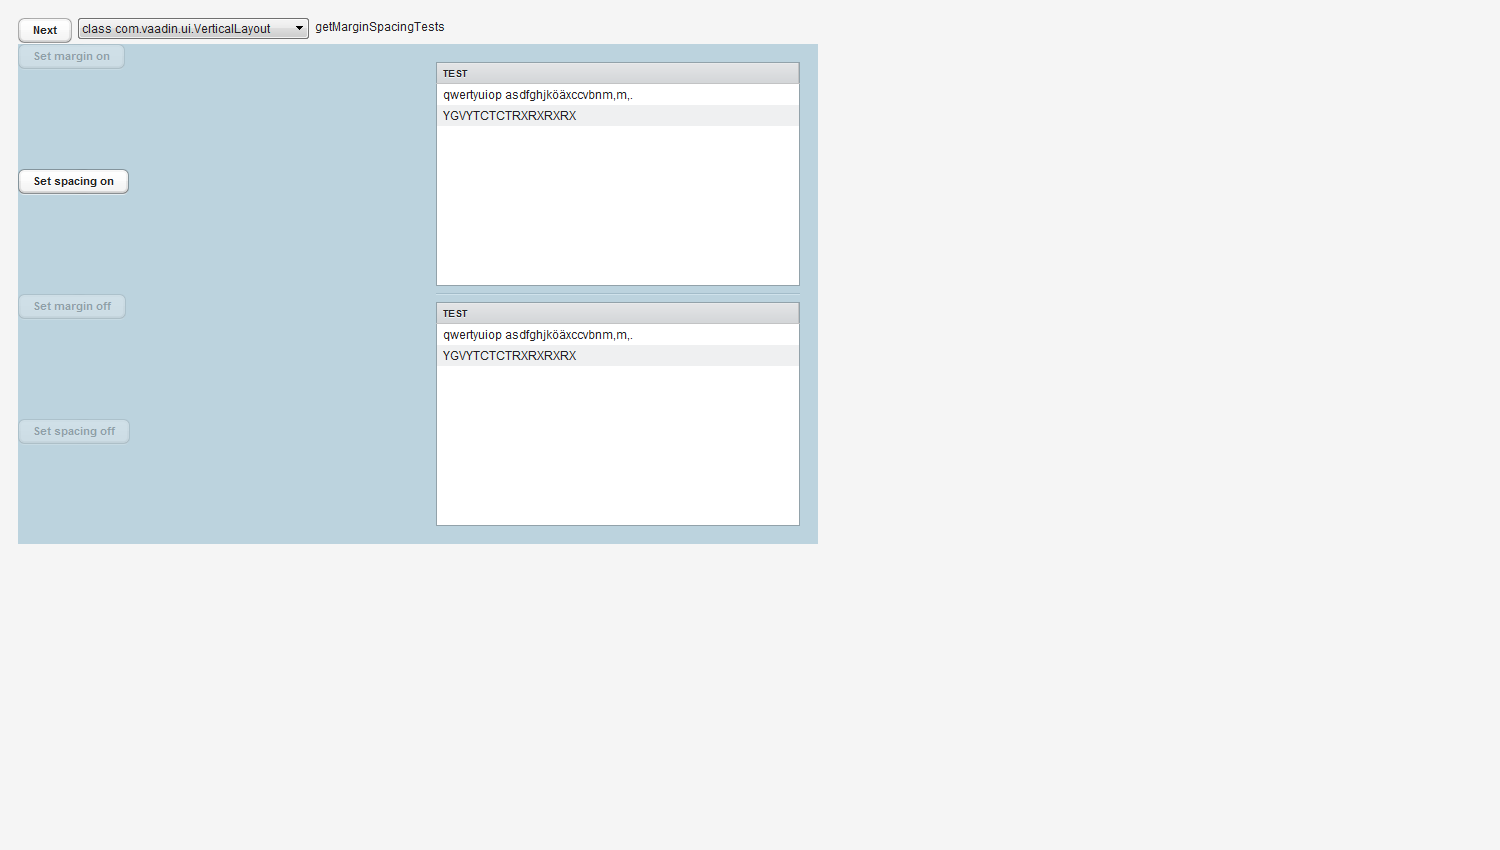 Next
class com.vaadin.ui.VerticalLayout
getMarginSpacingTests
Set margin on
TEST
qwertyuiop asdfghjköäxccvbnm,m,.
YGVYTCTCTRXRXRXRX
Set spacing on
Set margin off
TEST
qwertyuiop asdfghjköäxccvbnm,m,.
YGVYTCTCTRXRXRXRX
Set spacing off